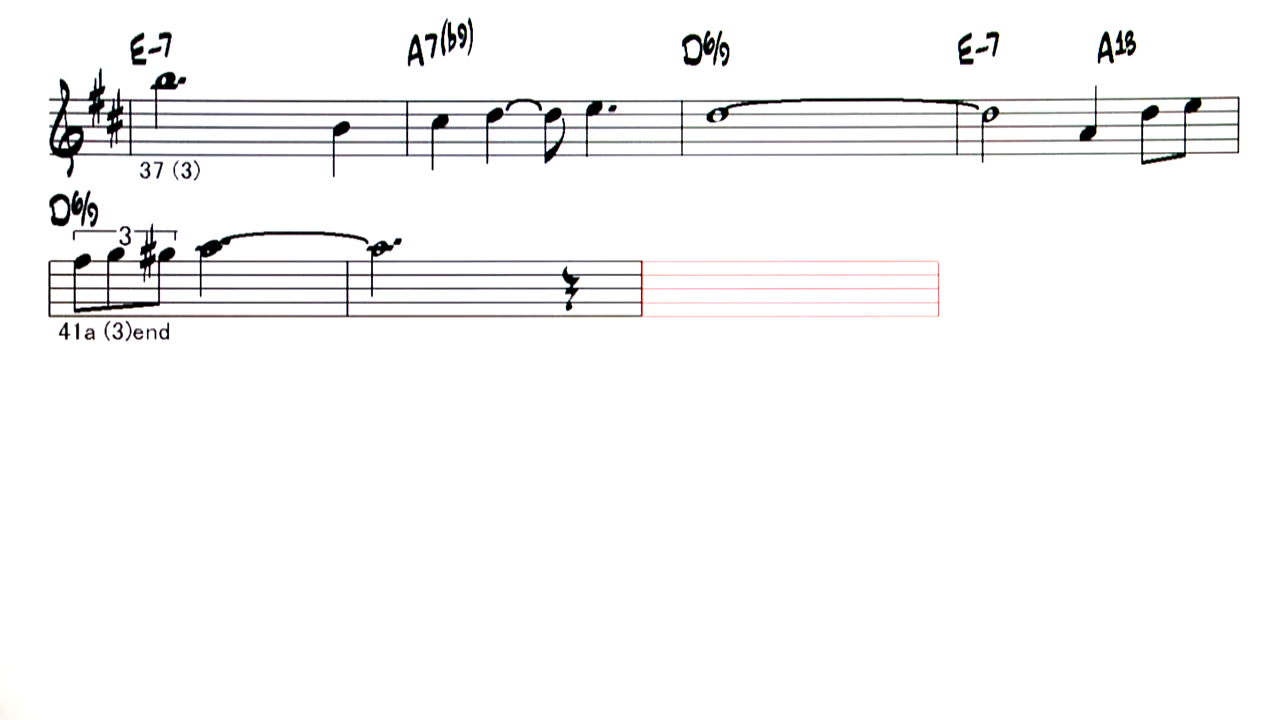 E-7 A7(b9) D6/9 E-7 A13
37 (3)
D6/9
3
41a (3)end